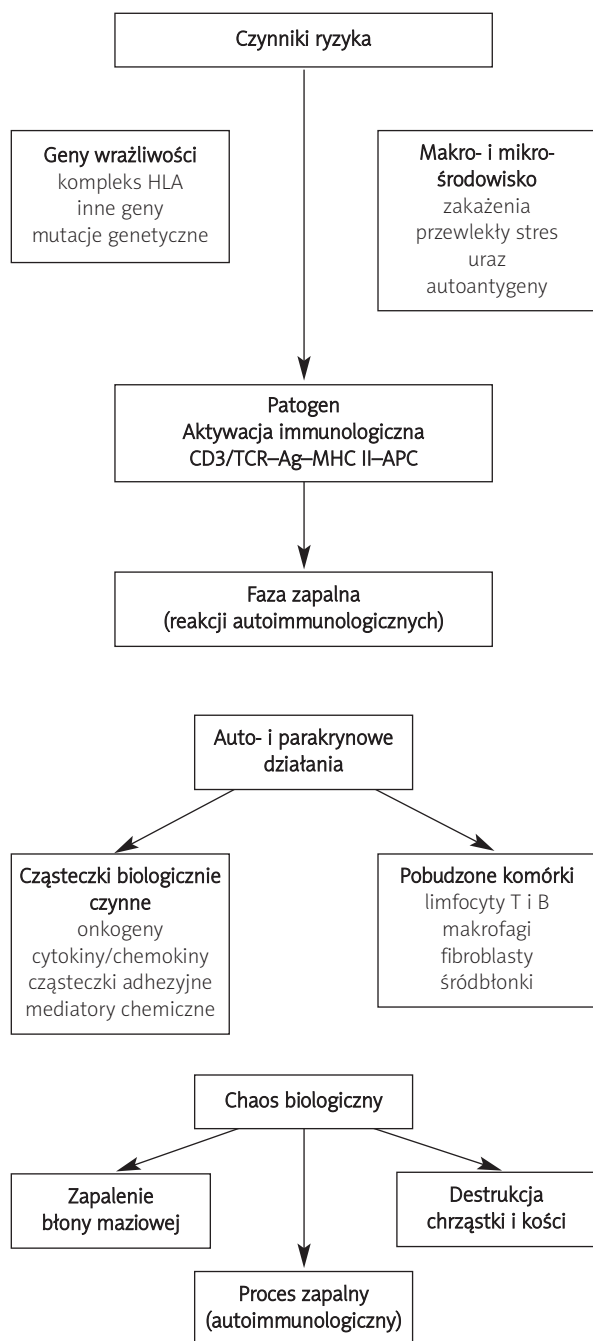 Czynniki ryzyka
Geny wrażliwości
kompleks HLA
inne geny
mutacje genetyczne
Makro- i mikro-
środowisko
zakażenia
przewlekły stres
uraz
autoantygeny
Patogen
Aktywacja immunologiczna
CD3/TCR–Ag–MHC II–APC
Faza zapalna
(reakcji autoimmunologicznych)
Auto- i parakrynowe
działania
Cząsteczki biologicznie
czynne
onkogeny
cytokiny/chemokiny
cząsteczki adhezyjne
mediatory chemiczne
Pobudzone komórki
limfocyty T i B
makrofagi
fibroblasty
śródbłonki
Chaos biologiczny
Zapalenie
błony maziowej
Destrukcja
chrząstki i kości
Proces zapalny
(autoimmunologiczny)